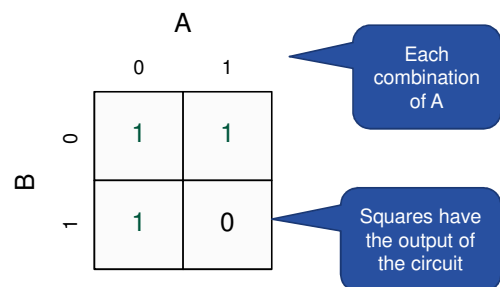 A
0 1
Each
combination
of A
B
0
1 1
1
1 0
Squares have
the output of
the circuit